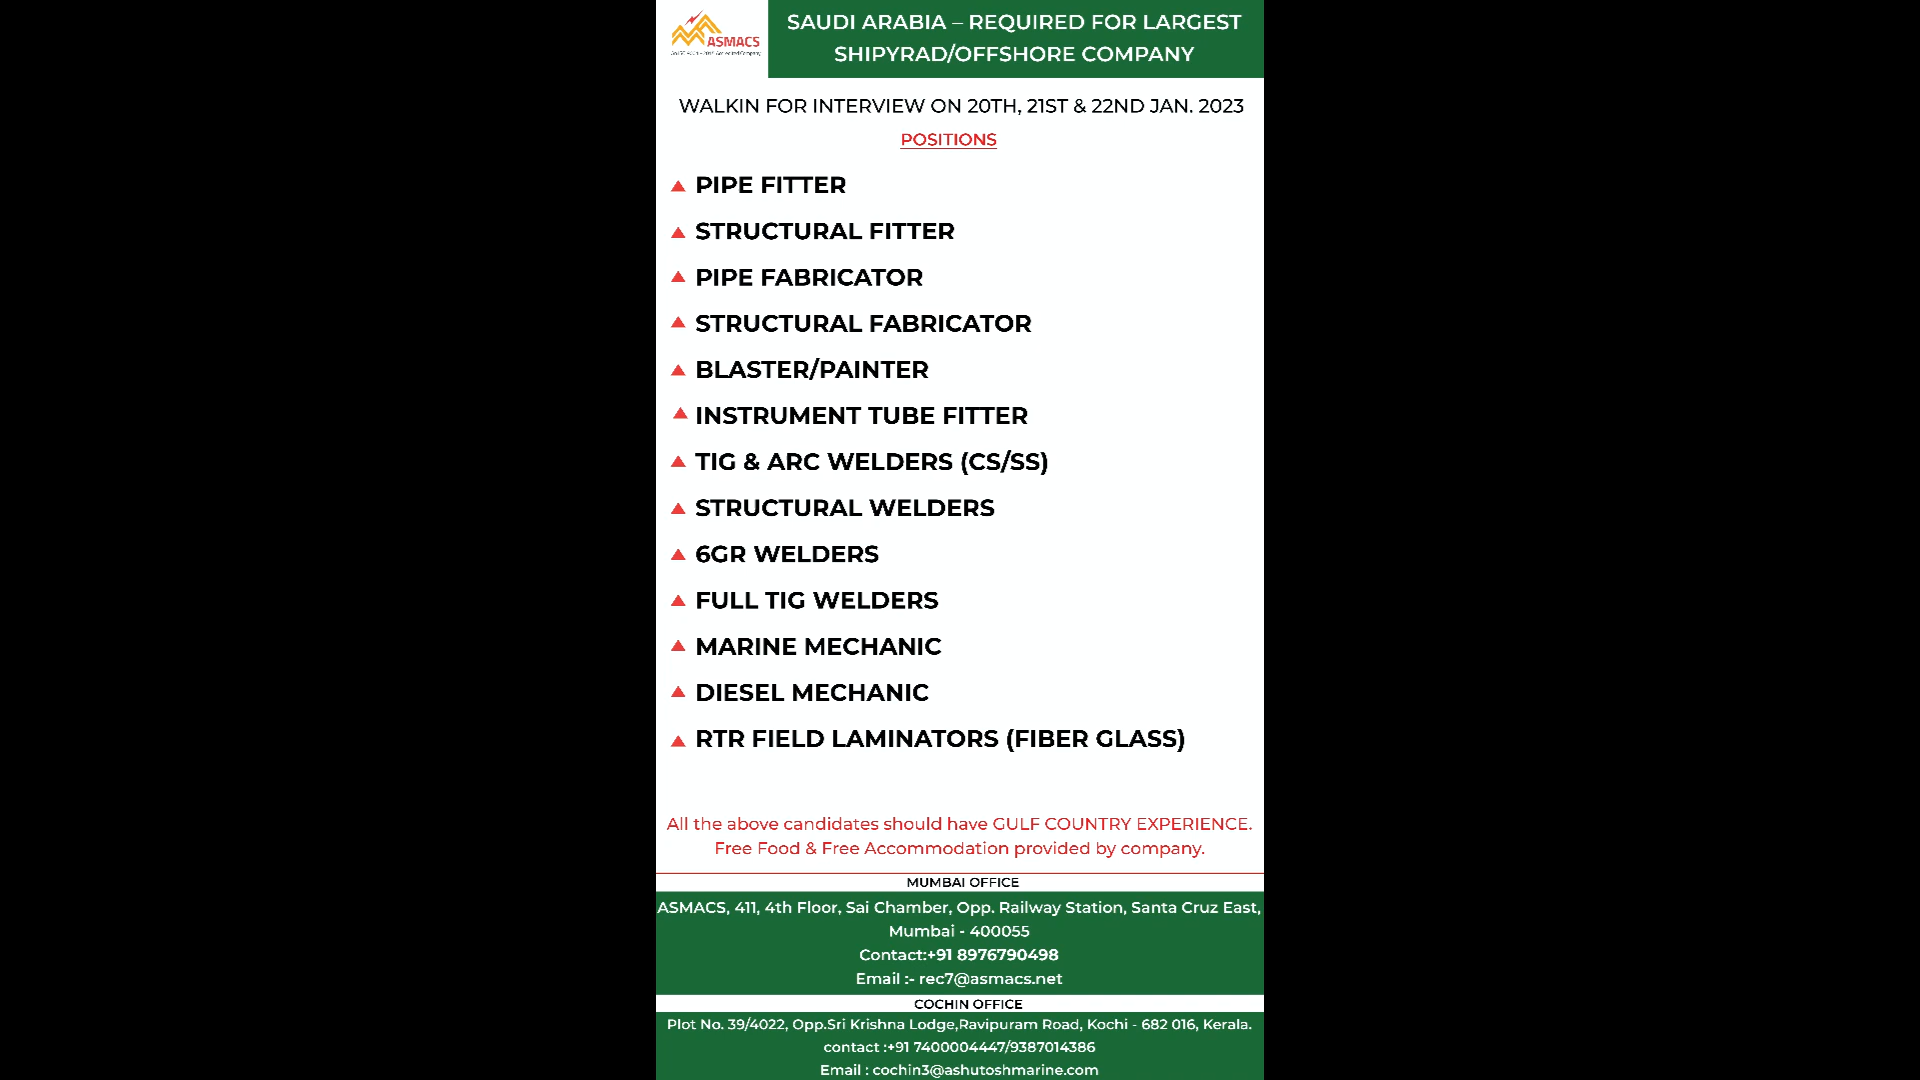 ASMACS
SAUDI ARABIA – REQUIRED FOR LARGEST
SHIPYRAD/OFFSHORE COMPANY
WALKIN FOR INTERVIEW ON 20TH, 21ST & 22ND JAN. 2023
POSITIONS
PIPE FITTER
STRUCTURAL FITTER
PIPE FABRICATOR
STRUCTURAL FABRICATOR
BLASTER/PAINTER
INSTRUMENT TUBE FITTER
TIG & ARC WELDERS (CS/SS)
STRUCTURAL WELDERS
6GR WELDERS
FULL TIG WELDERS
MARINE MECHANIC
DIESEL MECHANIC
RTR FIELD LAMINATORS (FIBER GLASS)
All the above candidates should have GULF COUNTRY EXPERIENCE.
Free Food & Free Accommodation provided by company.
MUMBAI OFFICE
ASMACS, 411, 4th Floor, Sai Chamber, Opp. Railway Station, Santa Cruz East,
Mumbai - 400055
Contact:+91 8976790498
Email :- rec7@asmacs.net
COCHIN OFFICE
Plot No. 39/4022, Opp.Sri Krishna Lodge,Ravipuram Road, Kochi - 682 016, Kerala.
contact :+91 7400004447/9387014386
Email : cochin3@ashutoshmarine.com